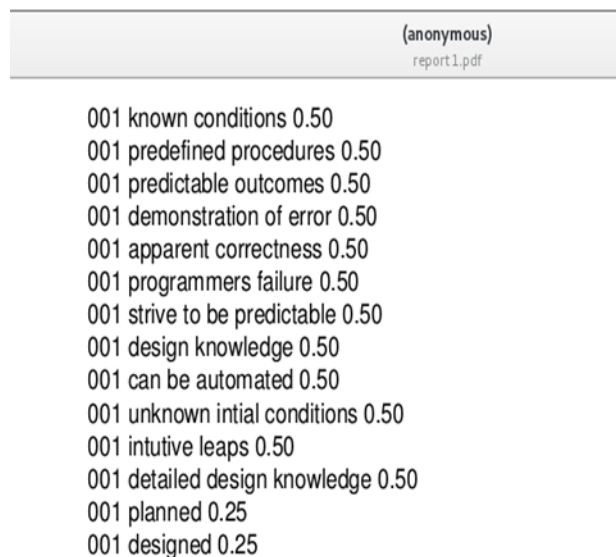 (anonymous)
report1.pdf
001 known conditions 0.50
001 predefined procedures 0.50
001 predictable outcomes 0.50
001 demonstration of error 0.50
001 apparent correctness 0.50
001 programmers failure 0.50
001 strive to be predictable 0.50
001 design knowledge 0.50
001 can be automated 0.50
001 unknown intial conditions 0.50
001 intutive leaps 0.50
001 detailed design knowledge 0.50
001 planned 0.25
001 designed 0.25